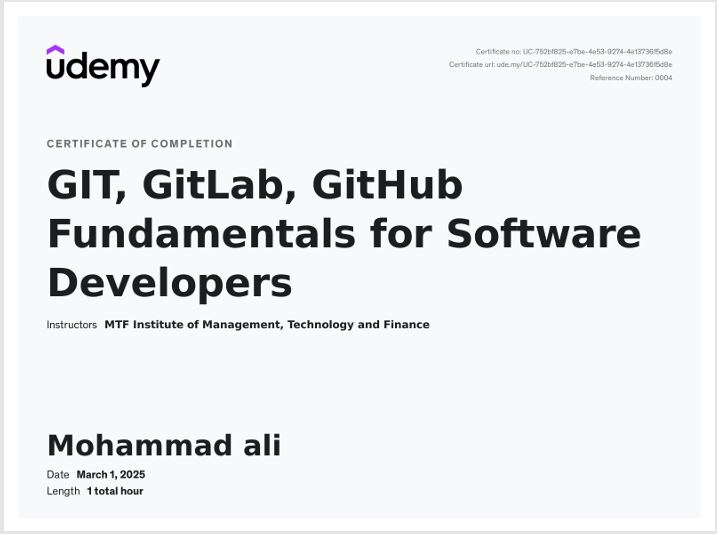 udemy
Certificate no: UC-752bf825-e7be-4e53-9274-4e13736f5d8e
Certificate url: ude.my/UC-752bf825-e7be-4e53-9274-4e13736f5d8e
Reference Number: 0004
CERTIFICATE OF COMPLETION
GIT, GitLab, GitHub
Fundamentals for Software
Developers
Instructors MTF Institute of Management, Technology and Finance
Mohammad ali
Date March 1, 2025
Length 1 total hour